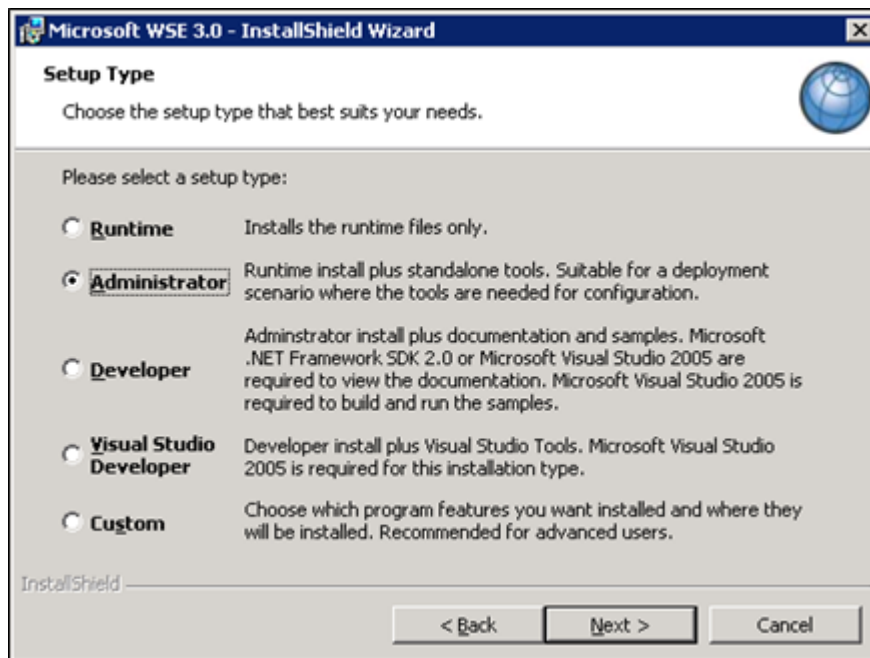 Microsoft WSE 3.0 - InstallShield Wizard
Setup Type
Choose the setup type that best suits your needs.
Please select a setup type:
Runtime
Installs the runtime files only.
Administrator
Runtime install plus standalone tools. Suitable for a deployment
scenario where the tools are needed for configuration.
Developer
Adminstrator install plus documentation and samples. Microsoft
.NET Framework SDK 2.0 or Microsoft Visual Studio 2005 are
required to view the documentation. Microsoft Visual Studio 2005 is
required to build and run the samples.
Visual Studio
Developer
Developer install plus Visual Studio Tools. Microsoft Visual Studio
2005 is required for this installation type.
Custom
Choose which program features you want installed and where they
will be installed. Recommended for advanced users.
InstallShield
< Back
Next >
Cancel